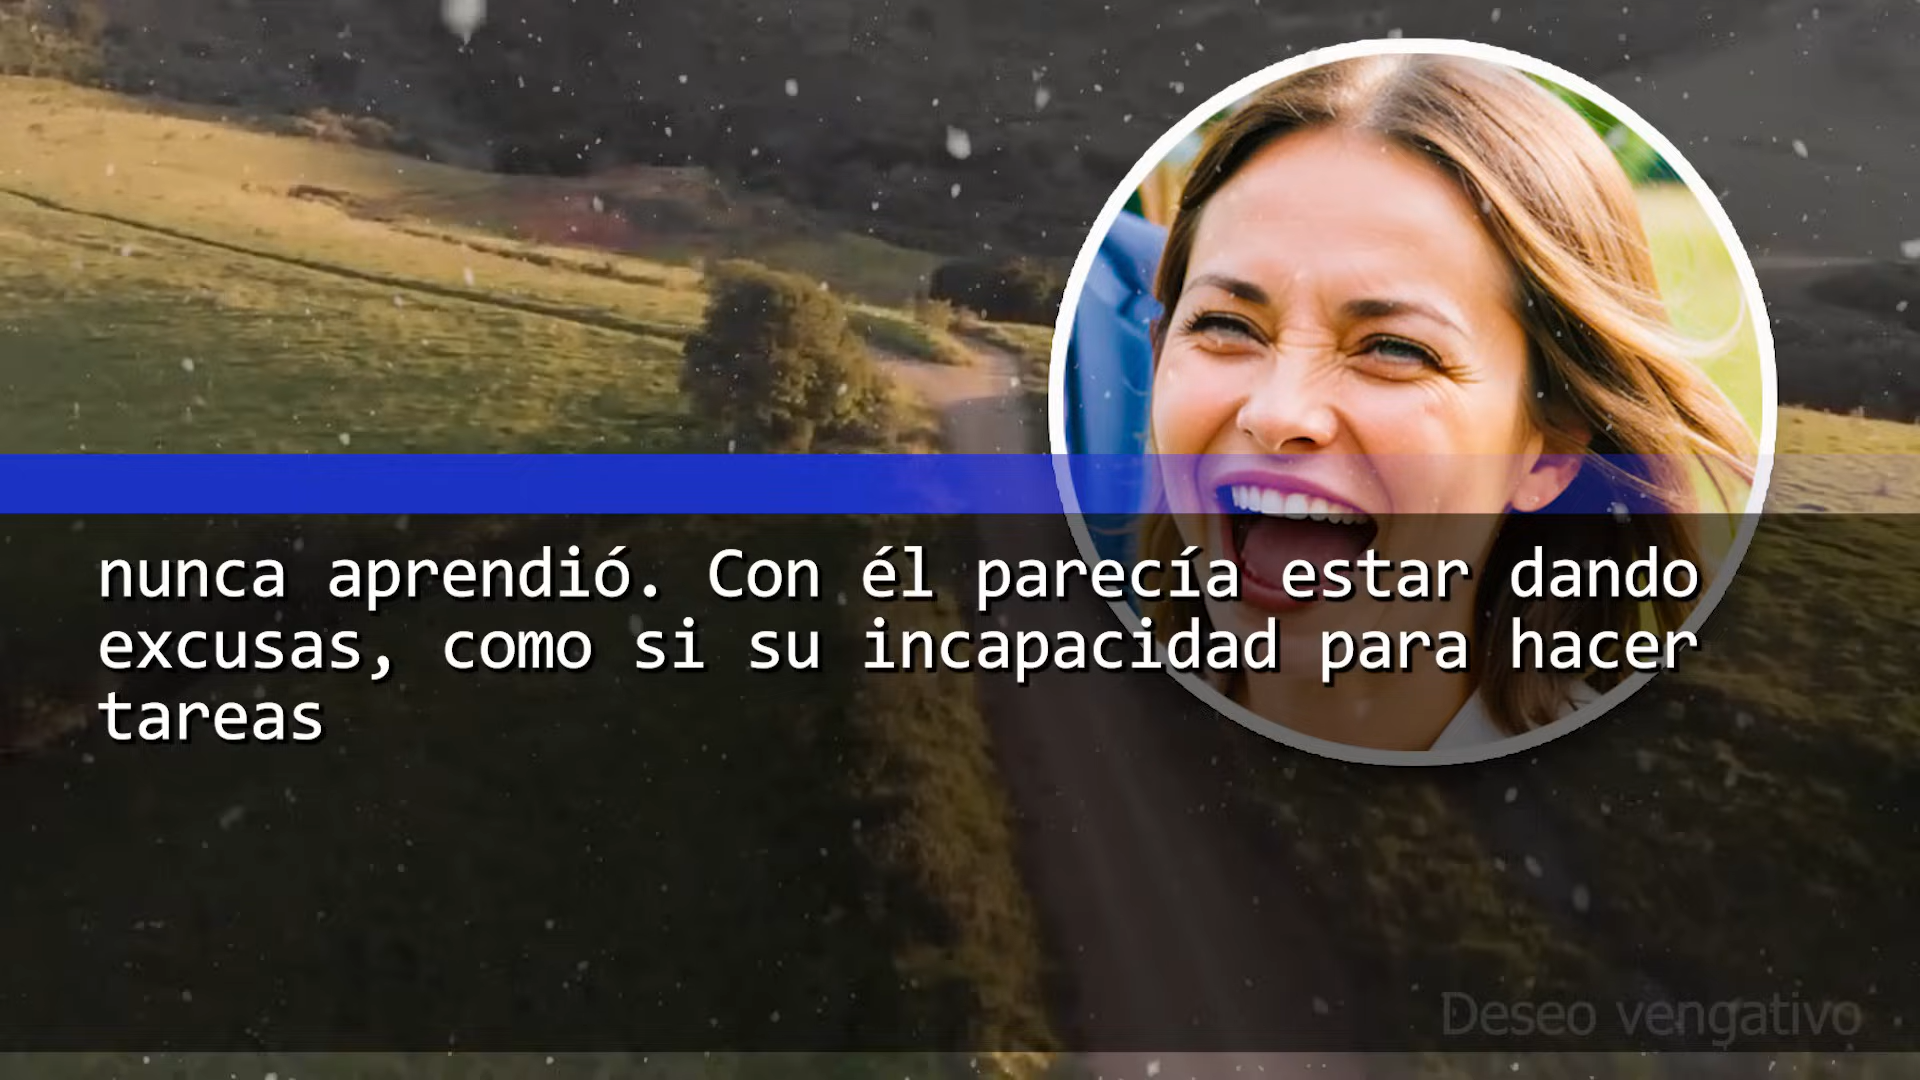 nunca aprendió. Con él parecía estar dando
excusas, como si su incapacidad para hacer
tareas
Deseo vengativo